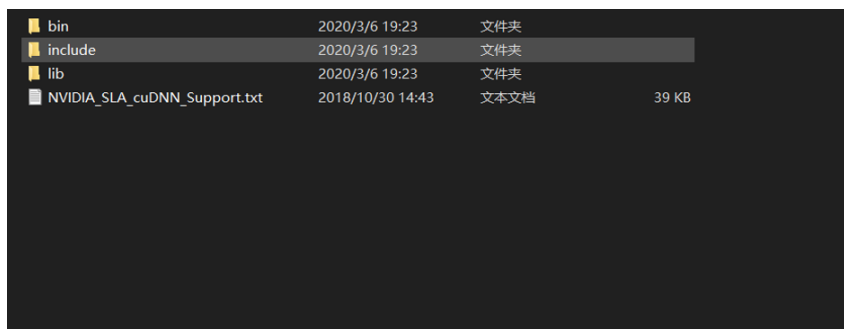 bin 2020/3/6 19:23 文件夹
include 2020/3/6 19:23 文件夹
lib 2020/3/6 19:23 文件夹
NVIDIA_SLA_cuDNN_Support.txt 2018/10/30 14:43 文本文档 39 KB